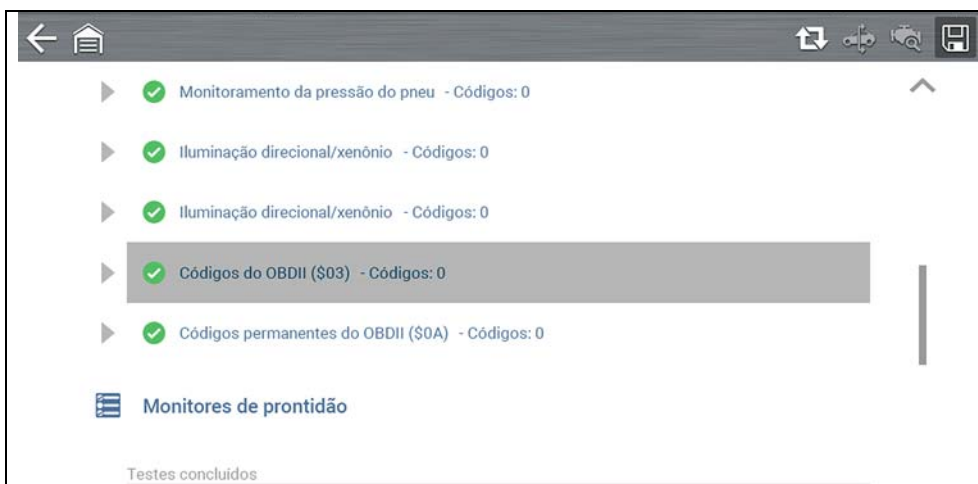 Monitoramento da pressão do pneu - Códigos: 0
Iluminação direcional/xenônio - Códigos: 0
Iluminação direcional/xenônio - Códigos: 0
Códigos do OBDII ($03) - Códigos: 0
Códigos permanentes do OBDII ($0A) - Códigos: 0
Monitores de prontidão
Testes concluídos